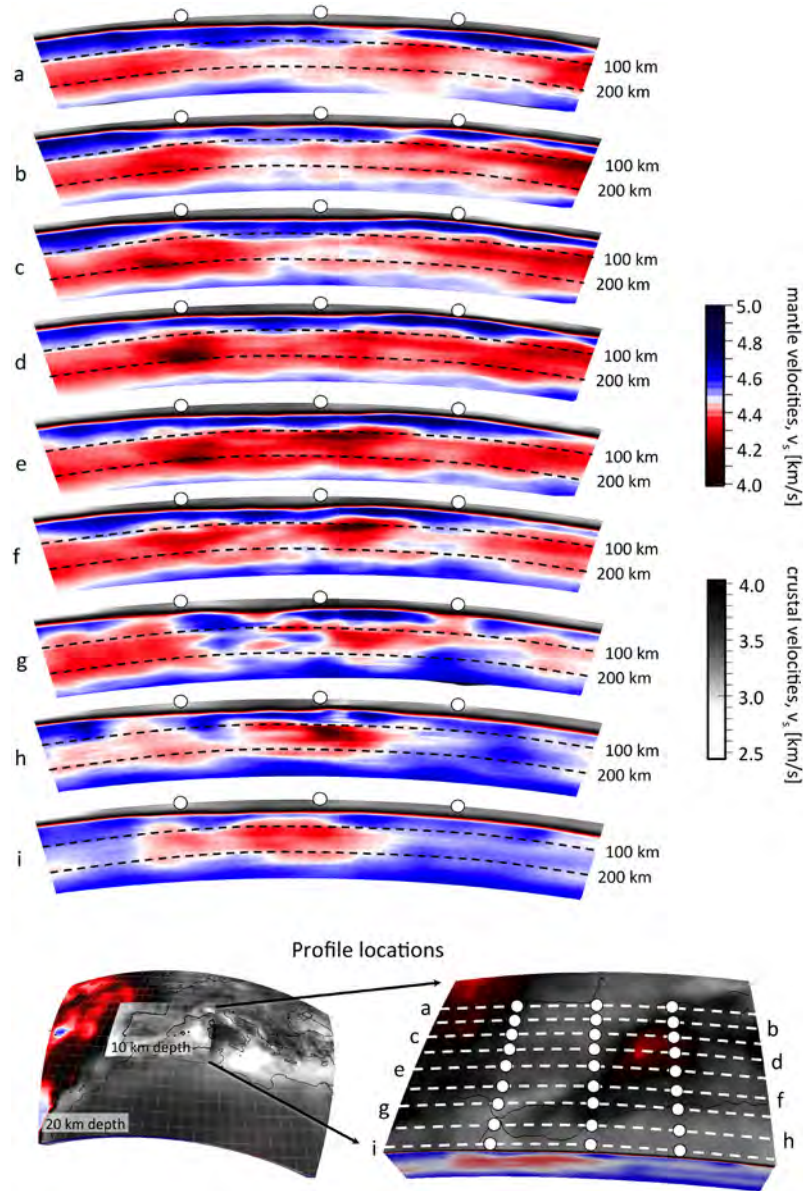 a
100 km
200 km
b
100 km
200 km
c
100 km
200 km
d
100 km
200 km
e
100 km
200 km
f
100 km
200 km
g
100 km
200 km
h
100 km
200 km
i
100 km
200 km
5.0
4.8
4.6
4.4
4.2
4.0
mantle velocities, vs [km/s]
4.0
3.5
3.0
2.5
crustal velocities, vs [km/s]
Profile locations
10 km depth
20 km depth
a
b
c
d
e
f
g
h
i